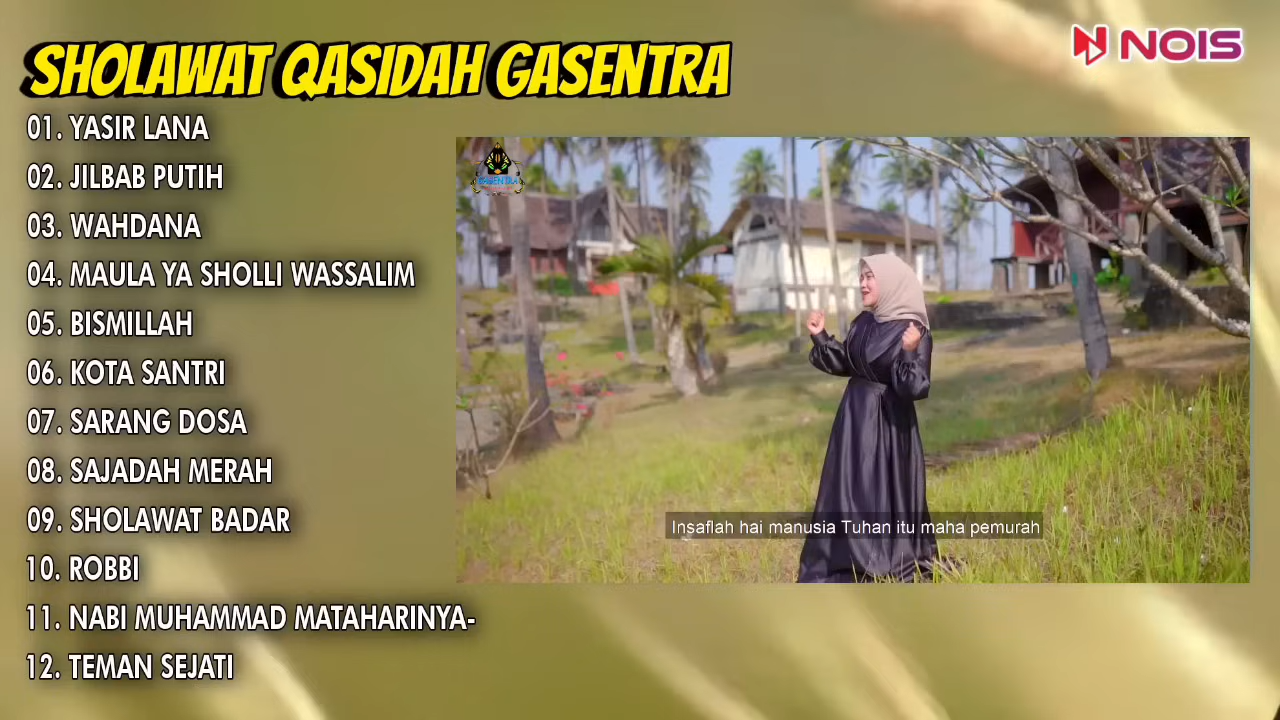 SHOLAWAT QASIDAH GASENTRA
NOIS
01. YASIR LANA
02. JILBAB PUTIH
03. WAHDANA
04. MAULA YA SHOLLI WASSALIM
05. BISMILLAH
06. KOTA SANTRI
07. SARANG DOSA
08. SAJADAH MERAH
09. SHOLAWAT BADAR
10. ROBBI
11. NABI MUHAMMAD MATAHARINYA-
12. TEMAN SEJATI
GASENTRA
Insaflah hai manusia Tuhan itu maha pemurah